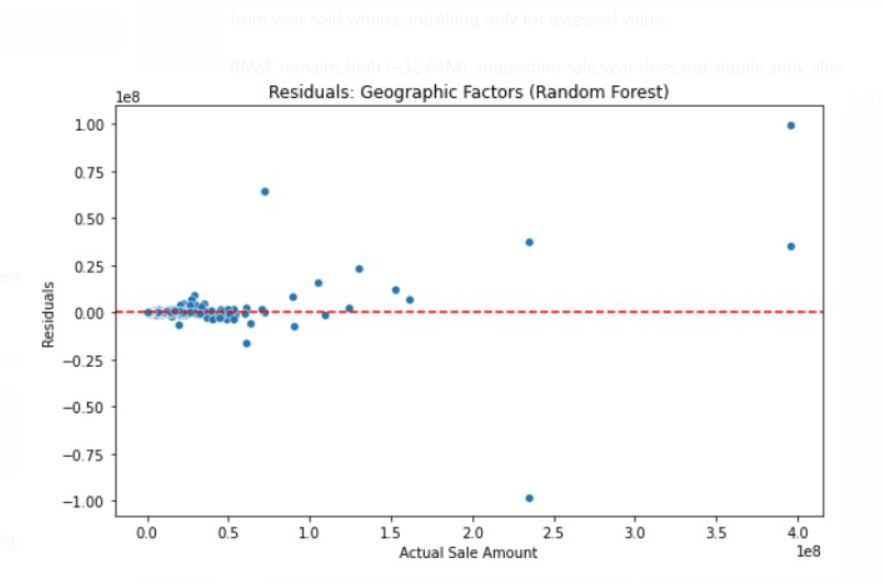 from year sold when controlling only for assessed value
RMSE remains high (~$2.64M), suggesting sale year does not significantly alter
Residuals: Geographic Factors (Random Forest)
1e8
1.00
0.75
0.50
0.25
0.00
−0.25
−0.50
−0.75
−1.00
Residuals
0.0 0.5 1.0 1.5 2.0 2.5 3.0 3.5 4.0
1e8
Actual Sale Amount